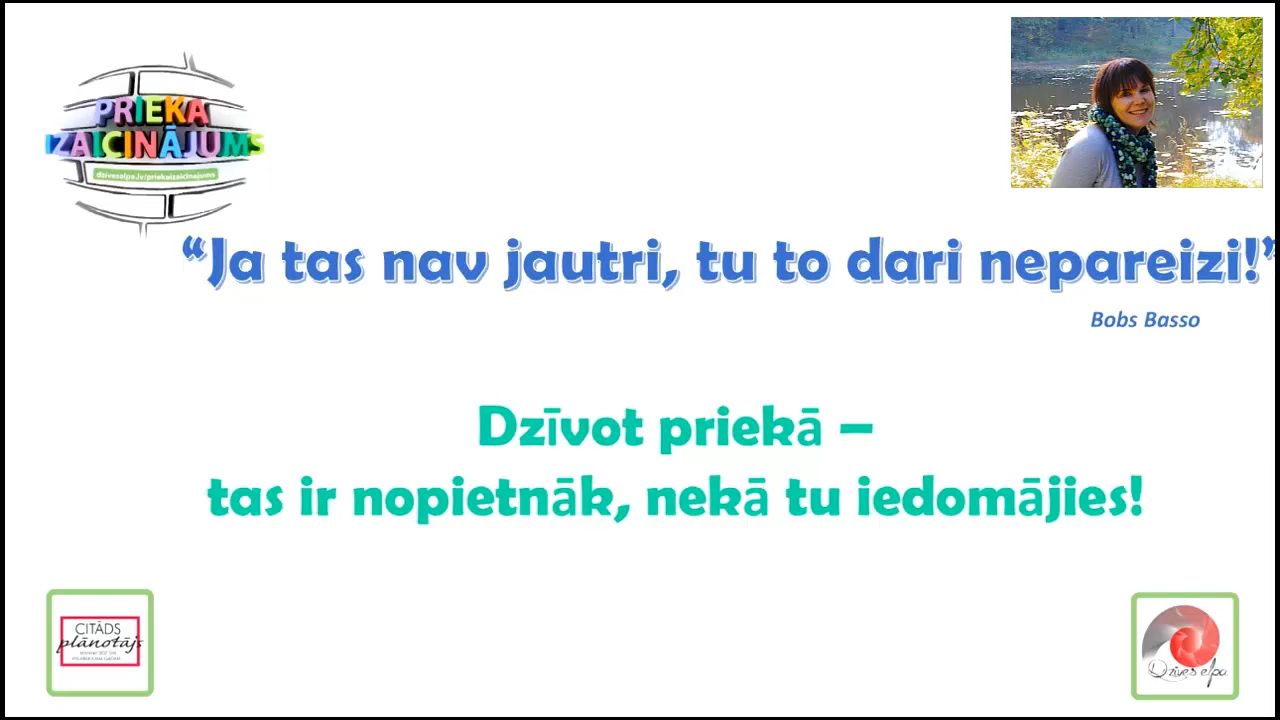 PRIEKA
IZAICINĀJUMS
dziveselpa.lv/priekaizaicinajums
“Ja tas nav jautri, tu to dari nepareizi!”
Bobs Basso
Dzīvot priekā –
tas ir nopietnāk, nekā tu iedomājies!
CITĀDS
plānotājs
Dzīves elpa